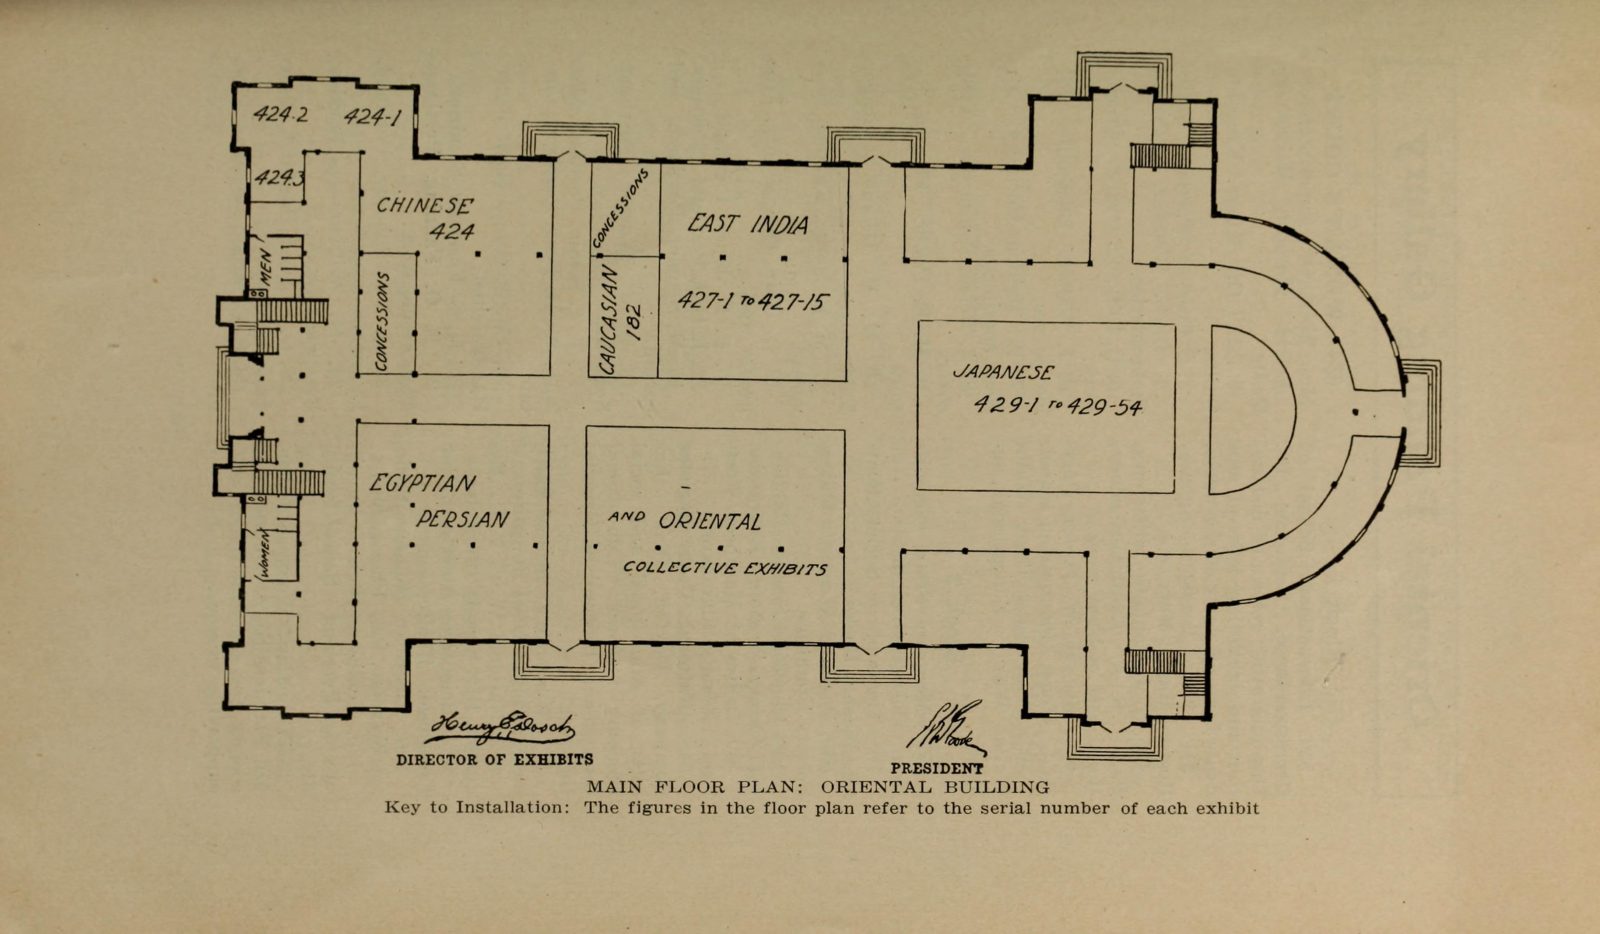 424-2 424-1
424-3
CHINESE
424
MEN
CONCESSIONS
CONCESSIONS
CAUCASIAN
182
EAST INDIA
427-1 TO 427-15
JAPANESE
429-1 TO 429-54
EGYPTIAN
PERSIAN
AND ORIENTAL
COLLECTIVE EXHIBITS
WOMEN
Henry E. Dosch
DIRECTOR OF EXHIBITS
PRESIDENT
MAIN FLOOR PLAN: ORIENTAL BUILDING
Key to Installation: The figures in the floor plan refer to the serial number of each exhibit